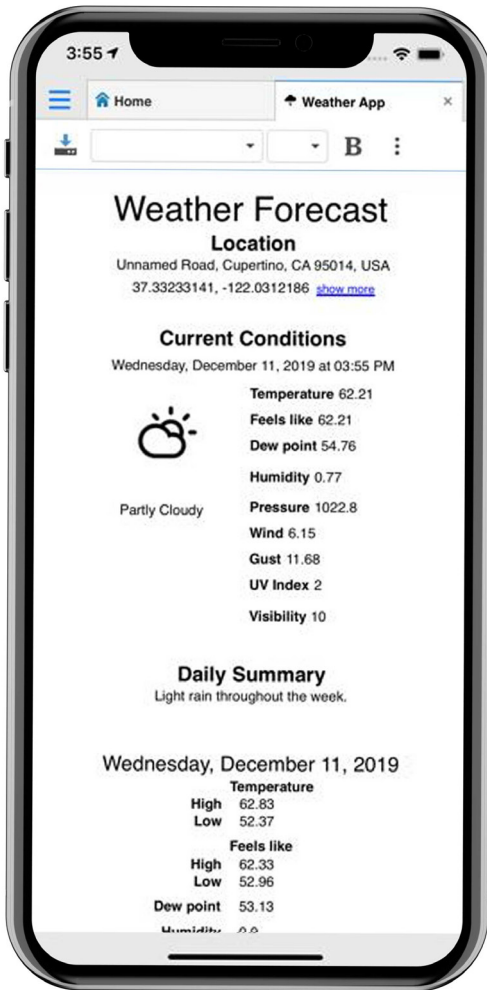 3:55
Home
Weather App ×
B
Weather Forecast
Location
Unnamed Road, Cupertino, CA 95014, USA
37.33233141, -122.0312186 show more
Current Conditions
Wednesday, December 11, 2019 at 03:55 PM
Temperature 62.21
Feels like 62.21
Dew point 54.76
Humidity 0.77
Partly Cloudy
Pressure 1022.8
Wind 6.15
Gust 11.68
UV Index 2
Visibility 10
Daily Summary
Light rain throughout the week.
Wednesday, December 11, 2019
Temperature
High 62.83
Low 52.37
Feels like
High 62.33
Low 52.96
Dew point 53.13
Humidity